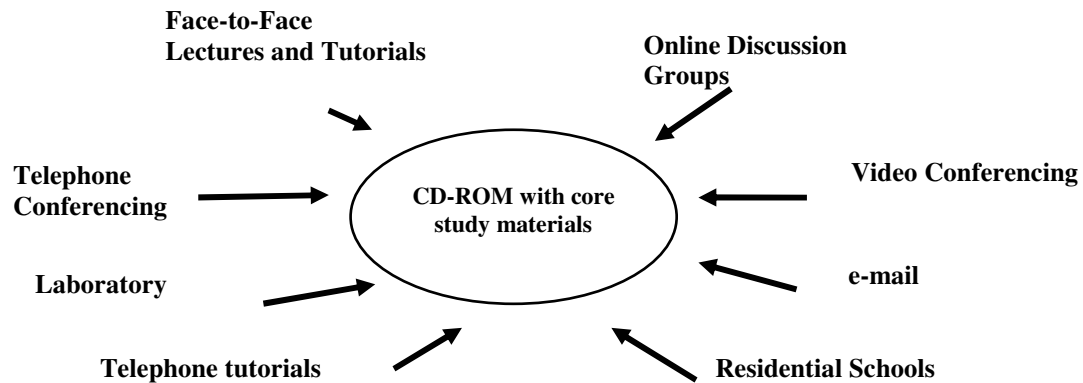 Face-to-Face
Lectures and Tutorials
Online Discussion
Groups
Telephone
Conferencing
CD-ROM with core
study materials
Video Conferencing
Laboratory
e-mail
Telephone tutorials
Residential Schools